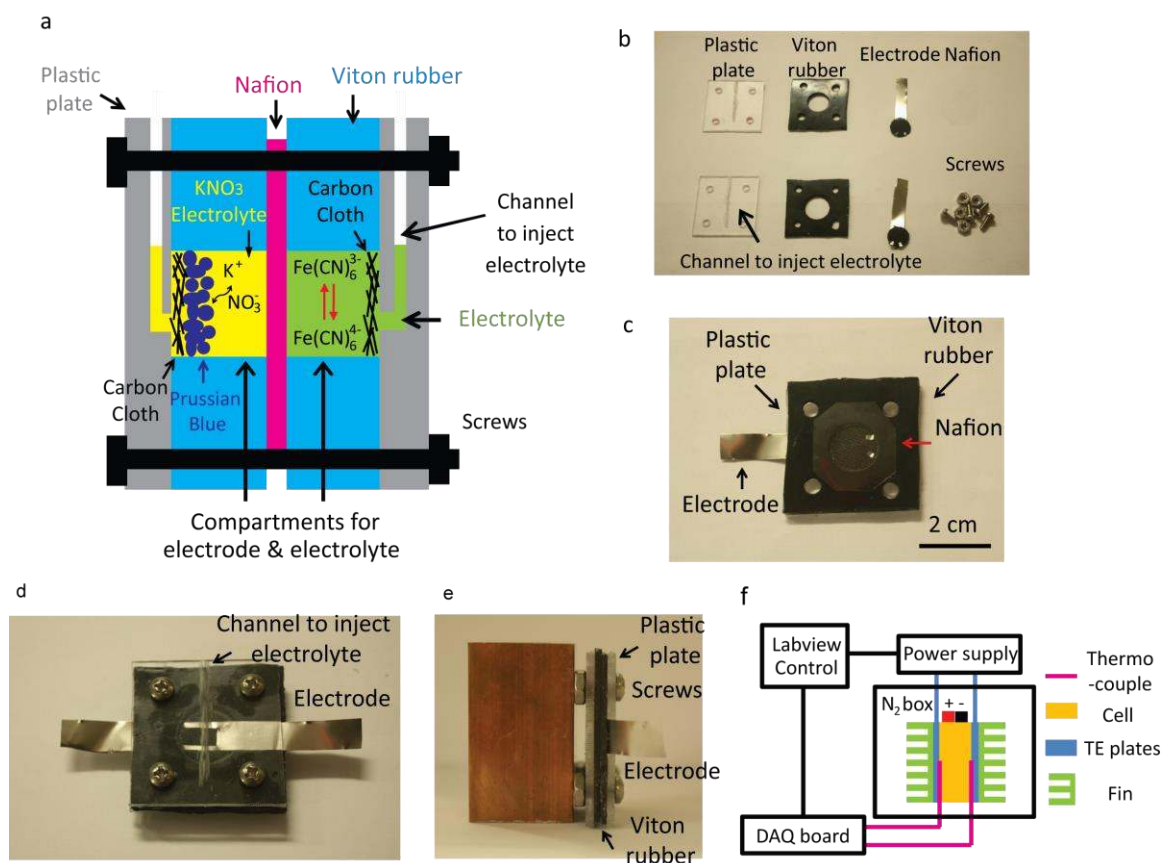 a
Plastic
plate
Nafion
Viton rubber
KNO3
Electrolyte
Carbon
Cloth
Channel
to inject
electrolyte
K+
NO3-
Fe(CN)6 3-
Fe(CN)6 4-
Electrolyte
Carbon
Cloth
Prussian
Blue
Screws
Compartments for
electrode & electrolyte
b
Plastic
plate
Viton
rubber
Electrode Nafion
Screws
Channel to inject electrolyte
c
Plastic
plate
Viton
rubber
Nafion
Electrode
2 cm
d
Channel to inject
electrolyte
Electrode
e
Plastic
plate
Screws
Electrode
Viton
rubber
f
Labview
Control
Power supply
N2 box
+ -
DAQ board
Thermo
-couple
Cell
TE plates
Fin